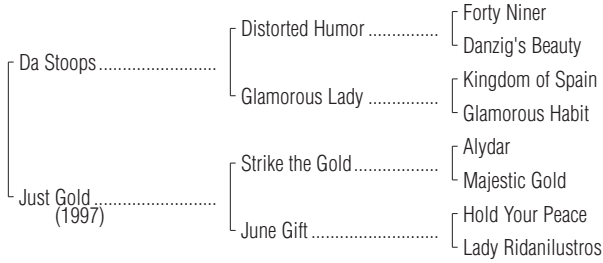 Forty Niner
Distorted Humor ...............
Danzig's Beauty
Da Stoops.........................
Kingdom of Spain
Glamorous Lady ...............
Glamorous Habit
Alydar
Strike the Gold..................
Majestic Gold
Just Gold..........................
(1997)
Hold Your Peace
June Gift...........................
Lady Ridanilustros